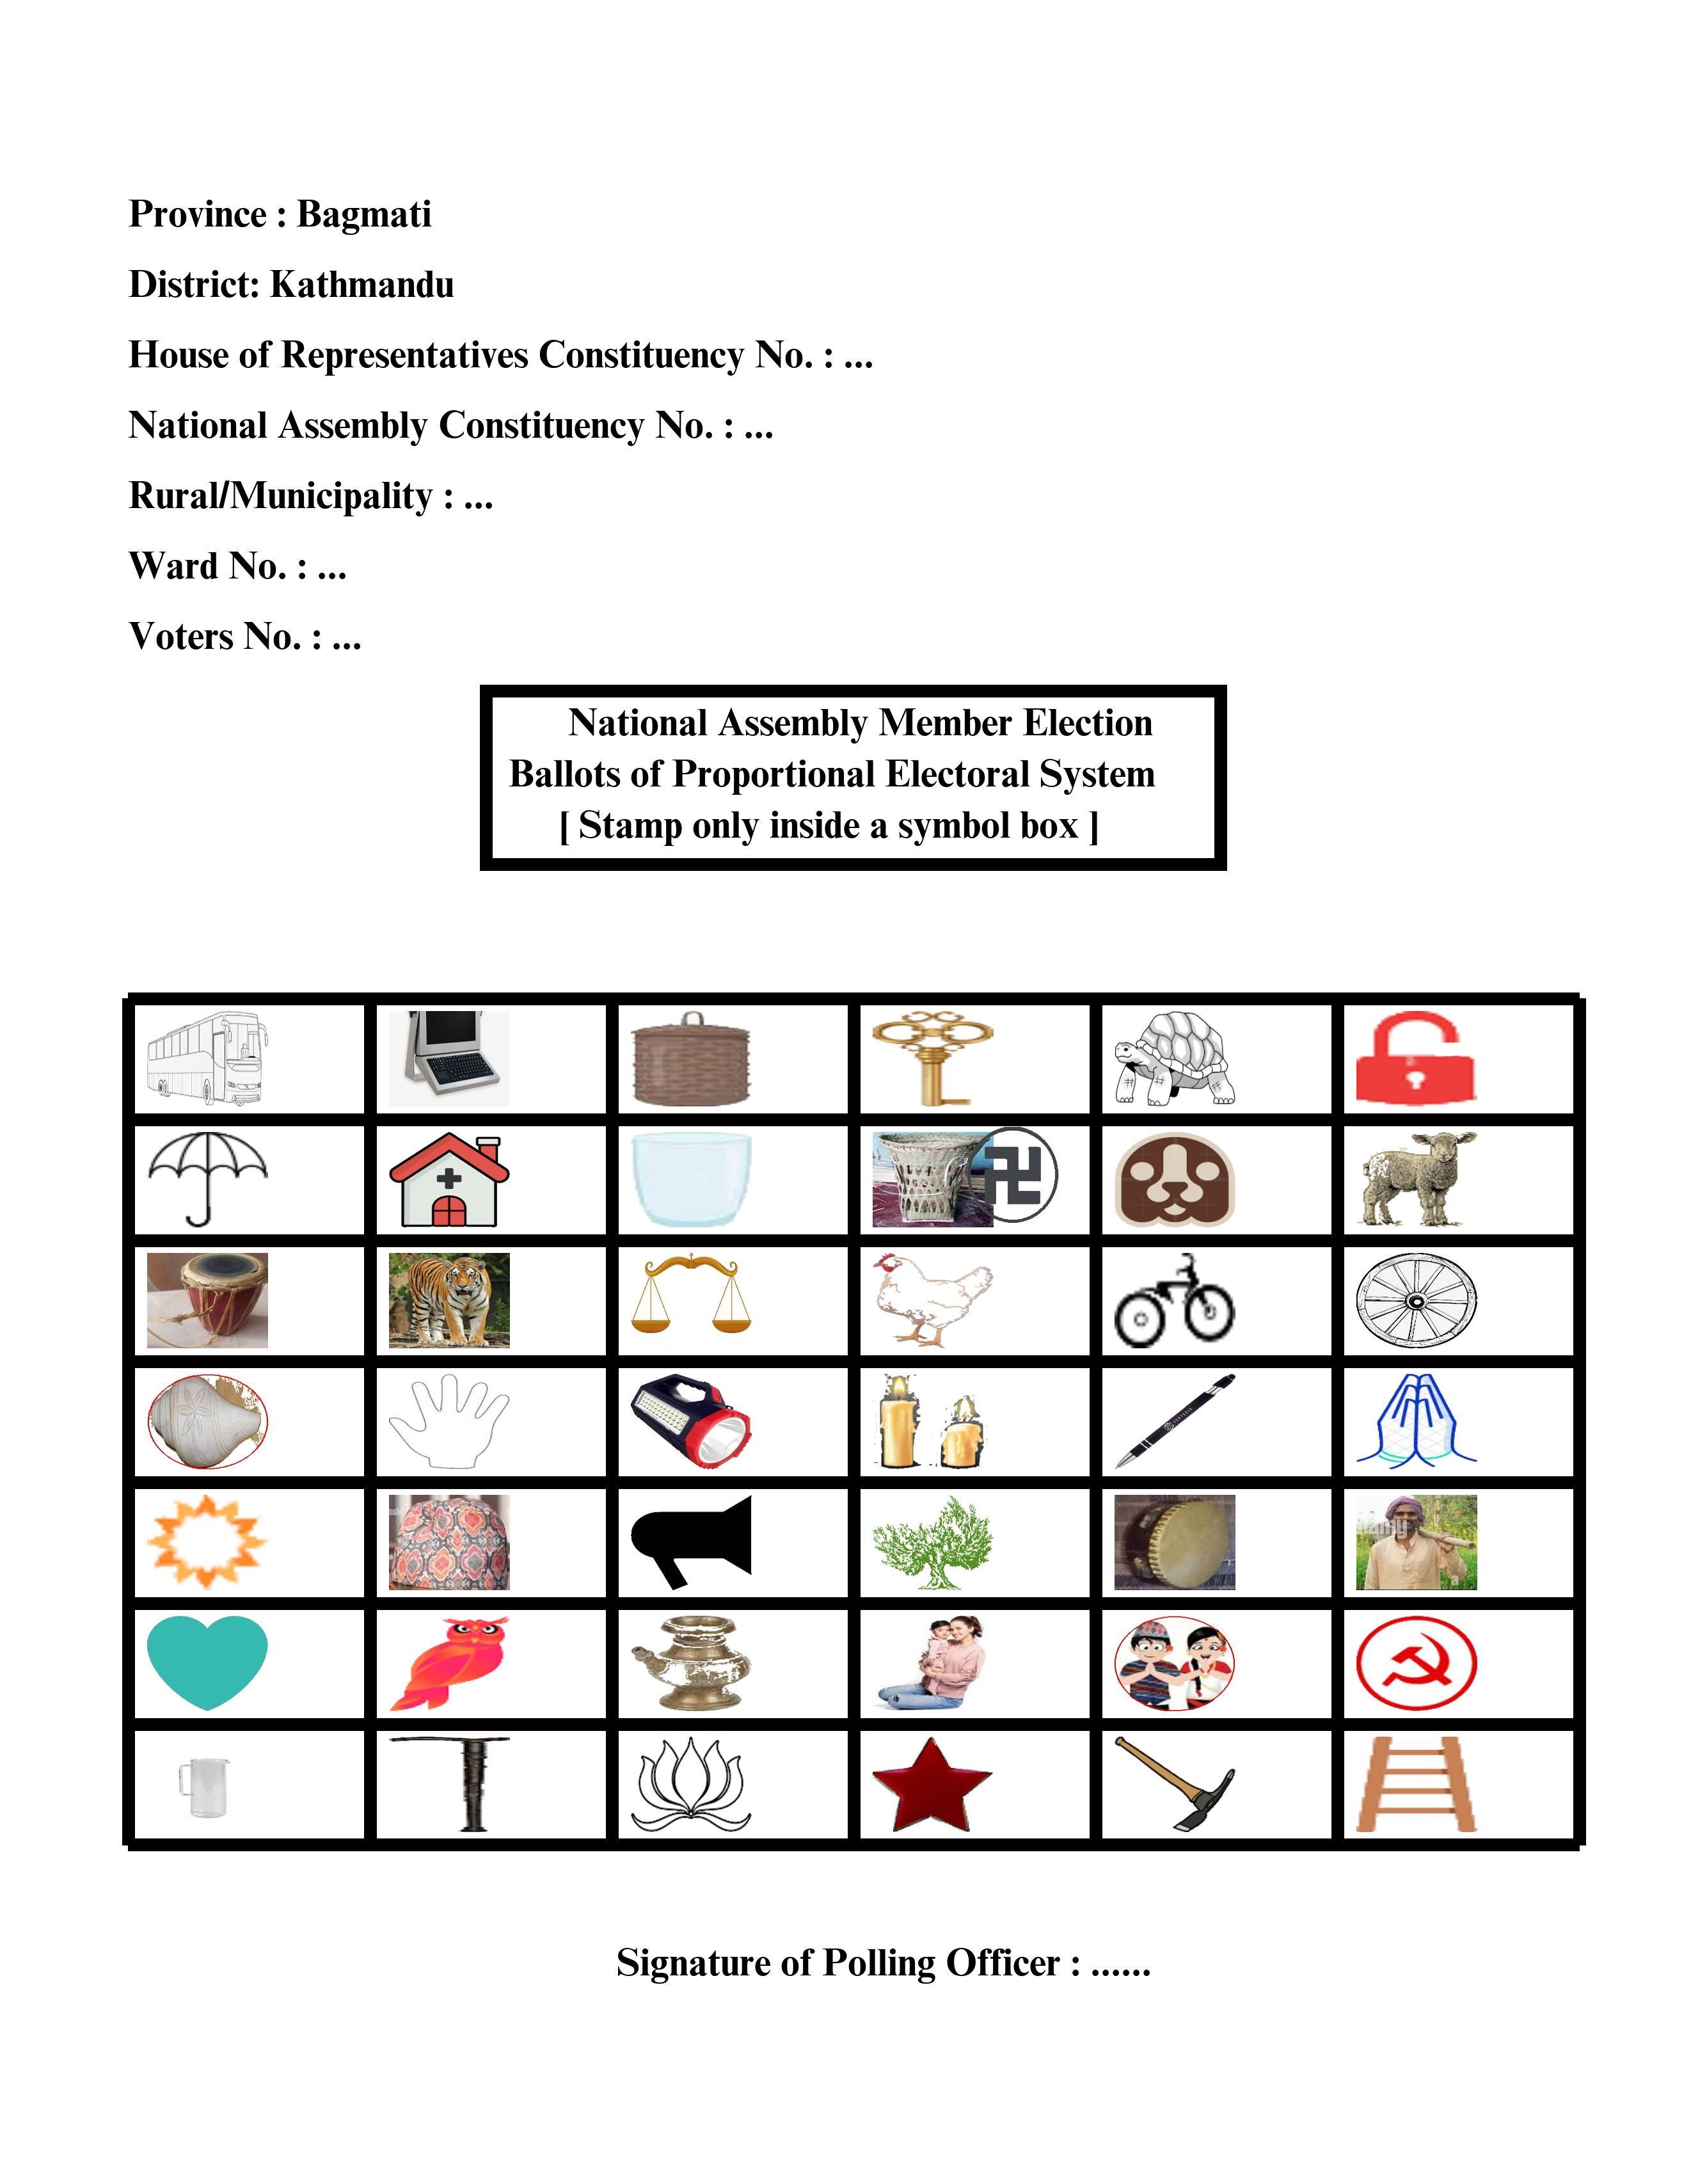 Province : Bagmati
District: Kathmandu
House of Representatives Constituency No. : ...
National Assembly Constituency No. : ...
Rural/Municipality : ...
Ward No. : ...
Voters No. : ...
National Assembly Member Election
Ballots of Proportional Electoral System
[ Stamp only inside a symbol box ]
Signature of Polling Officer : ......